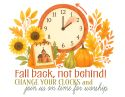 Fall back, not behind!
CHANGE YOUR CLOCKS and
join us on time for worship